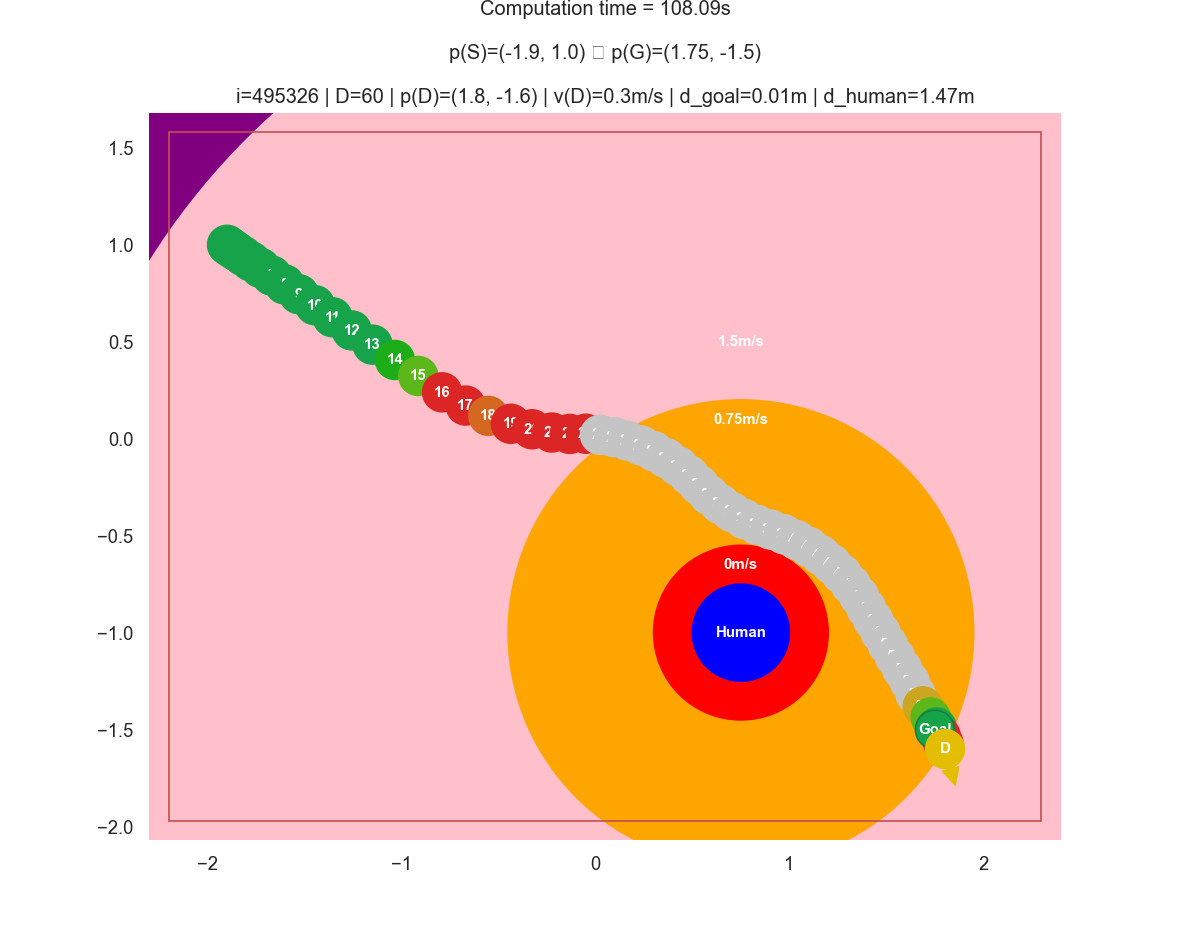 Computation time = 108.09s
p(S)=(-1.9, 1.0) □ p(G)=(1.75, -1.5)
i=495326 | D=60 | p(D)=(1.8, -1.6) | v(D)=0.3m/s | d_goal=0.01m | d_human=1.47m
1.5
1.0
0.5
0.0
−0.5
−1.0
−1.5
−2.0
10
11
12
13
14
15
16
17
18
1.5m/s
0.75m/s
0m/s
Human
Goal
D
−2
−1
0
1
2